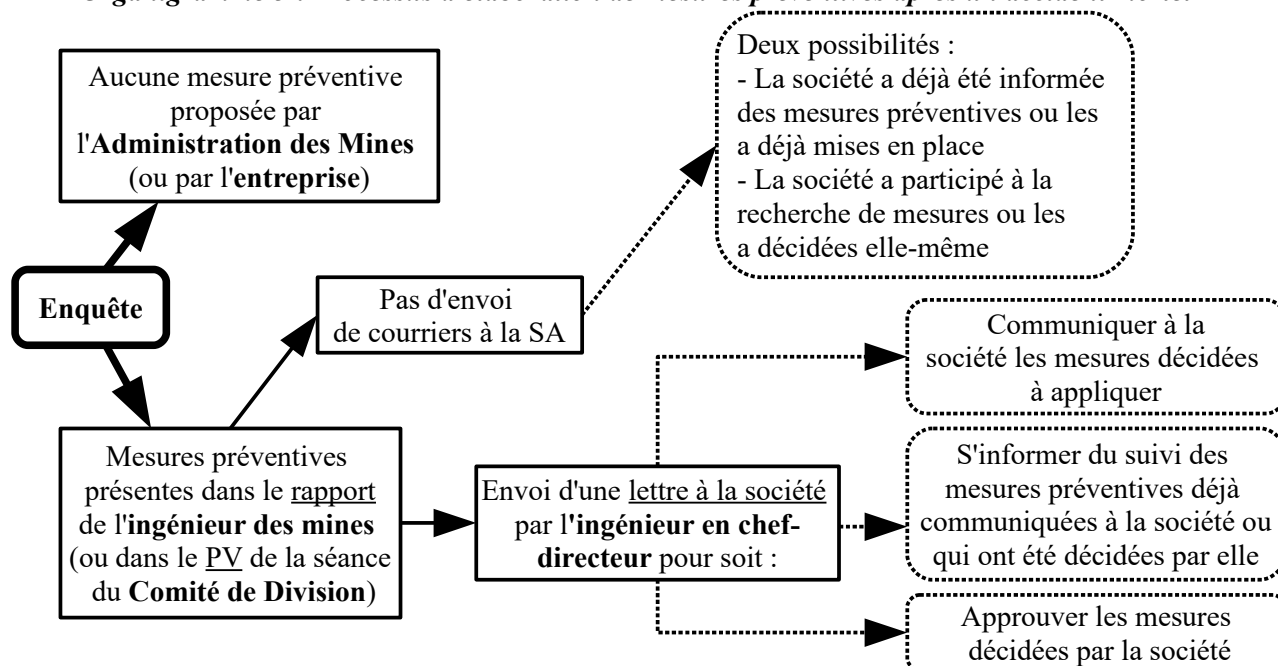 Aucune mesure préventive
proposée par
l'Administration des Mines
(ou par l'entreprise)
Deux possibilités :
- La société a déjà été informée
des mesures préventives ou les
a déjà mises en place
- La société a participé à la
recherche de mesures ou les
a décidées elle-même
Enquête
Pas d'envoi
de courriers à la SA
Mesures préventives
présentes dans le rapport
de l'ingénieur des mines
(ou dans le PV de la séance
du Comité de Division)
Envoi d'une lettre à la société
par l'ingénieur en chef-
directeur pour soit :
Communiquer à la
société les mesures décidées
à appliquer
S'informer du suivi des
mesures préventives déjà
communiquées à la société ou
qui ont été décidées par elle
Approuver les mesures
décidées par la société